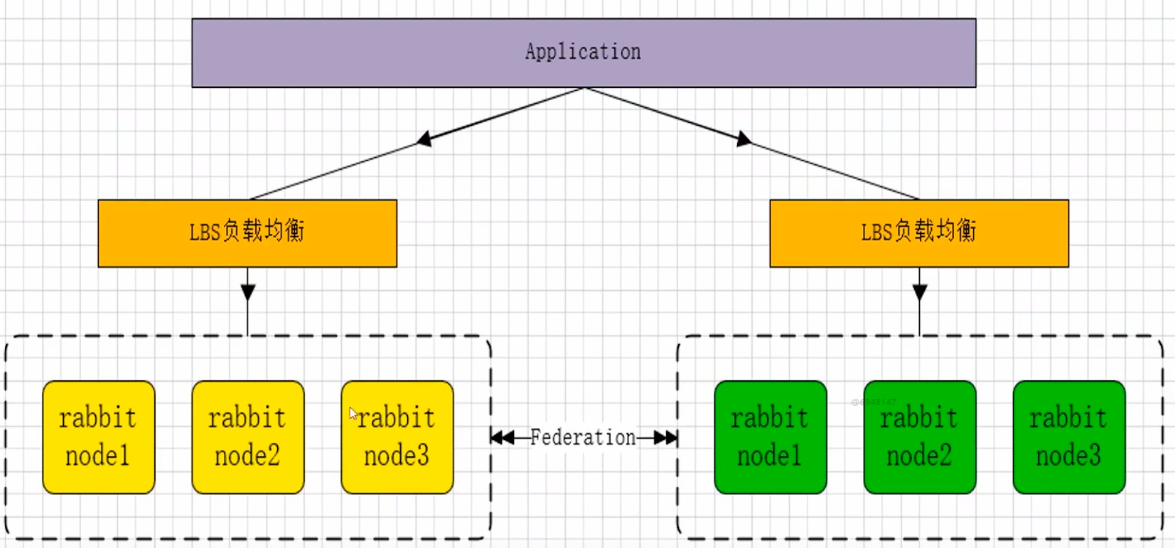 Application
LBS负载均衡
LBS负载均衡
rabbit
node1
rabbit
node2
rabbit
node3
Federation
rabbit
node1
rabbit
node2
rabbit
node3